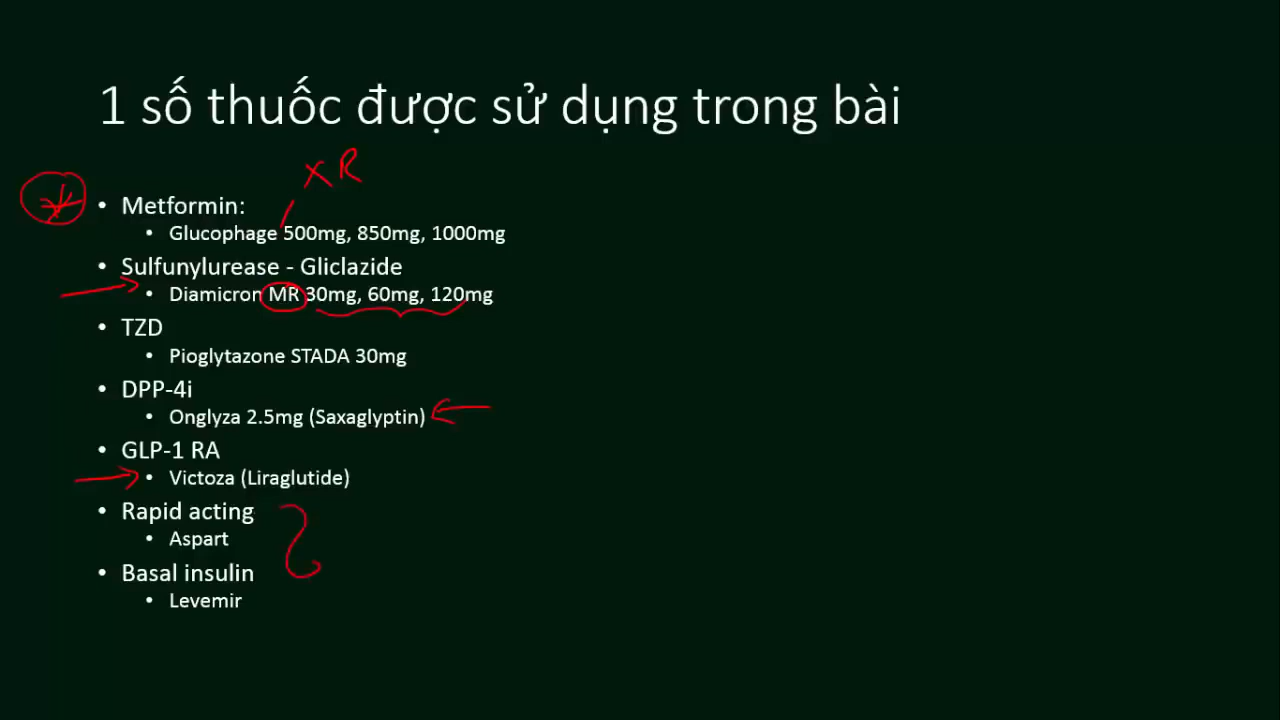 1 số thuốc được sử dụng trong bài
XR
• Metformin:
• Glucophage 500mg, 850mg, 1000mg
• Sulfunylurease - Gliclazide
• Diamicron MR 30mg, 60mg, 120mg
• TZD
• Pioglytazone STADA 30mg
• DPP-4i
• Onglyza 2.5mg (Saxaglyptin)
• GLP-1 RA
• Victoza (Liraglutide)
• Rapid acting
• Aspart
• Basal insulin
• Levemir